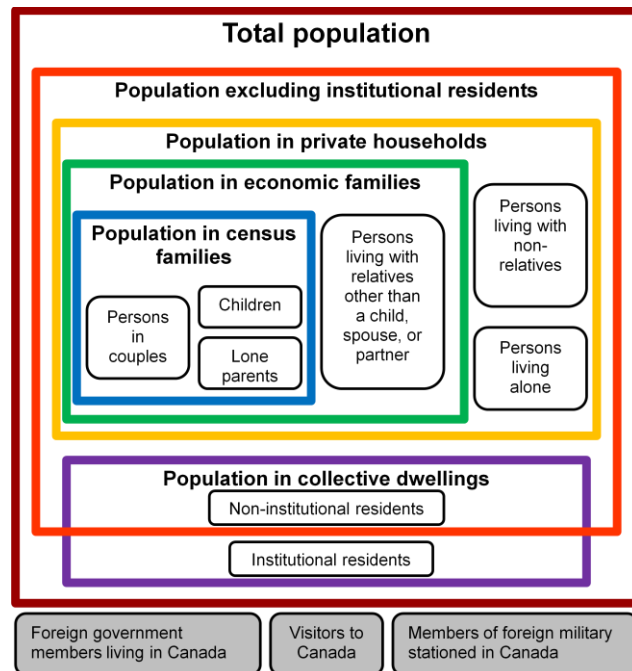 Total population
Population excluding institutional residents
Population in private households
Population in economic families
Population in census
families
Persons
in
couples
Children
Lone
parents
Persons
living with
relatives
other than
a child,
spouse, or
partner
Persons
living with
non-
relatives
Persons
living
alone
Population in collective dwellings
Non-institutional residents
Institutional residents
Foreign government
members living in Canada
Visitors to
Canada
Members of foreign military
stationed in Canada